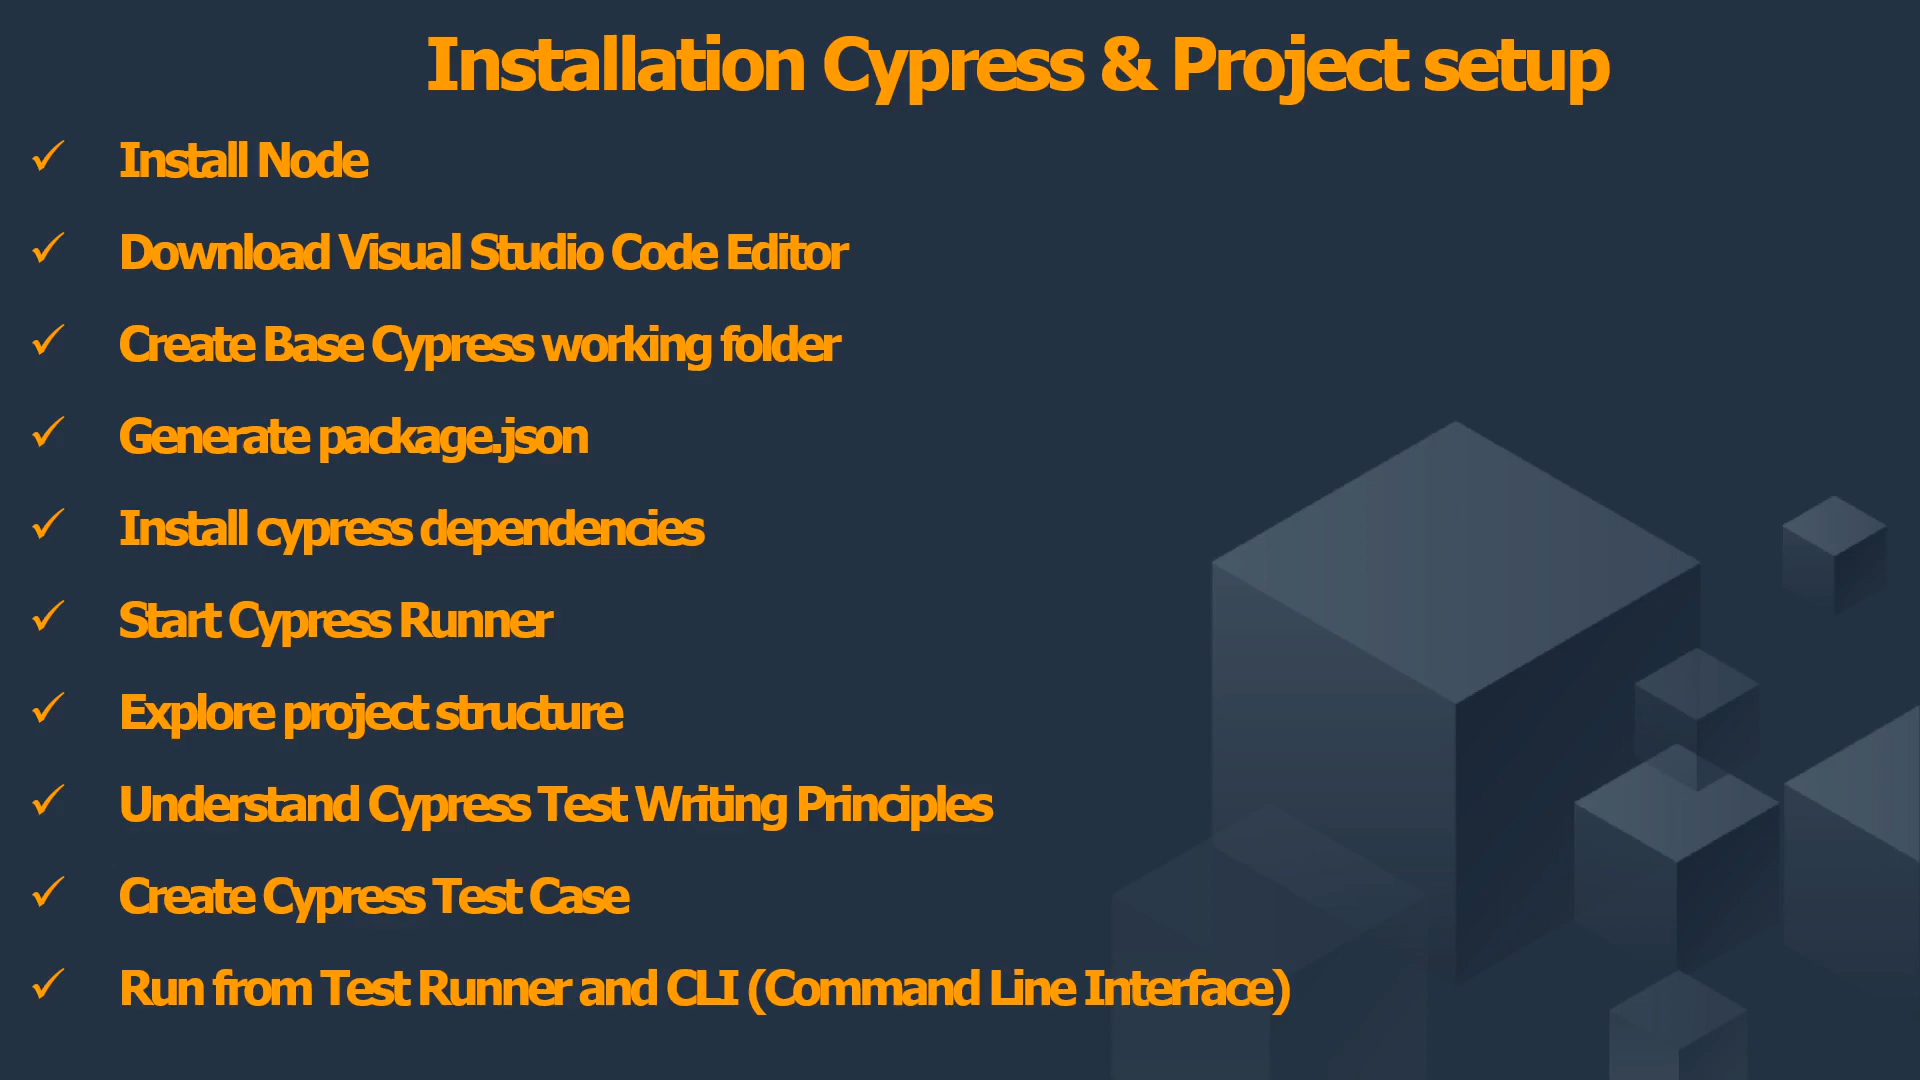 Installation Cypress & Project setup
✓ Install Node
✓ Download Visual Studio Code Editor
✓ Create Base Cypress working folder
✓ Generate package.json
✓ Install cypress dependencies
✓ Start Cypress Runner
✓ Explore project structure
✓ Understand Cypress Test Writing Principles
✓ Create Cypress Test Case
✓ Run from Test Runner and CLI (Command Line Interface)